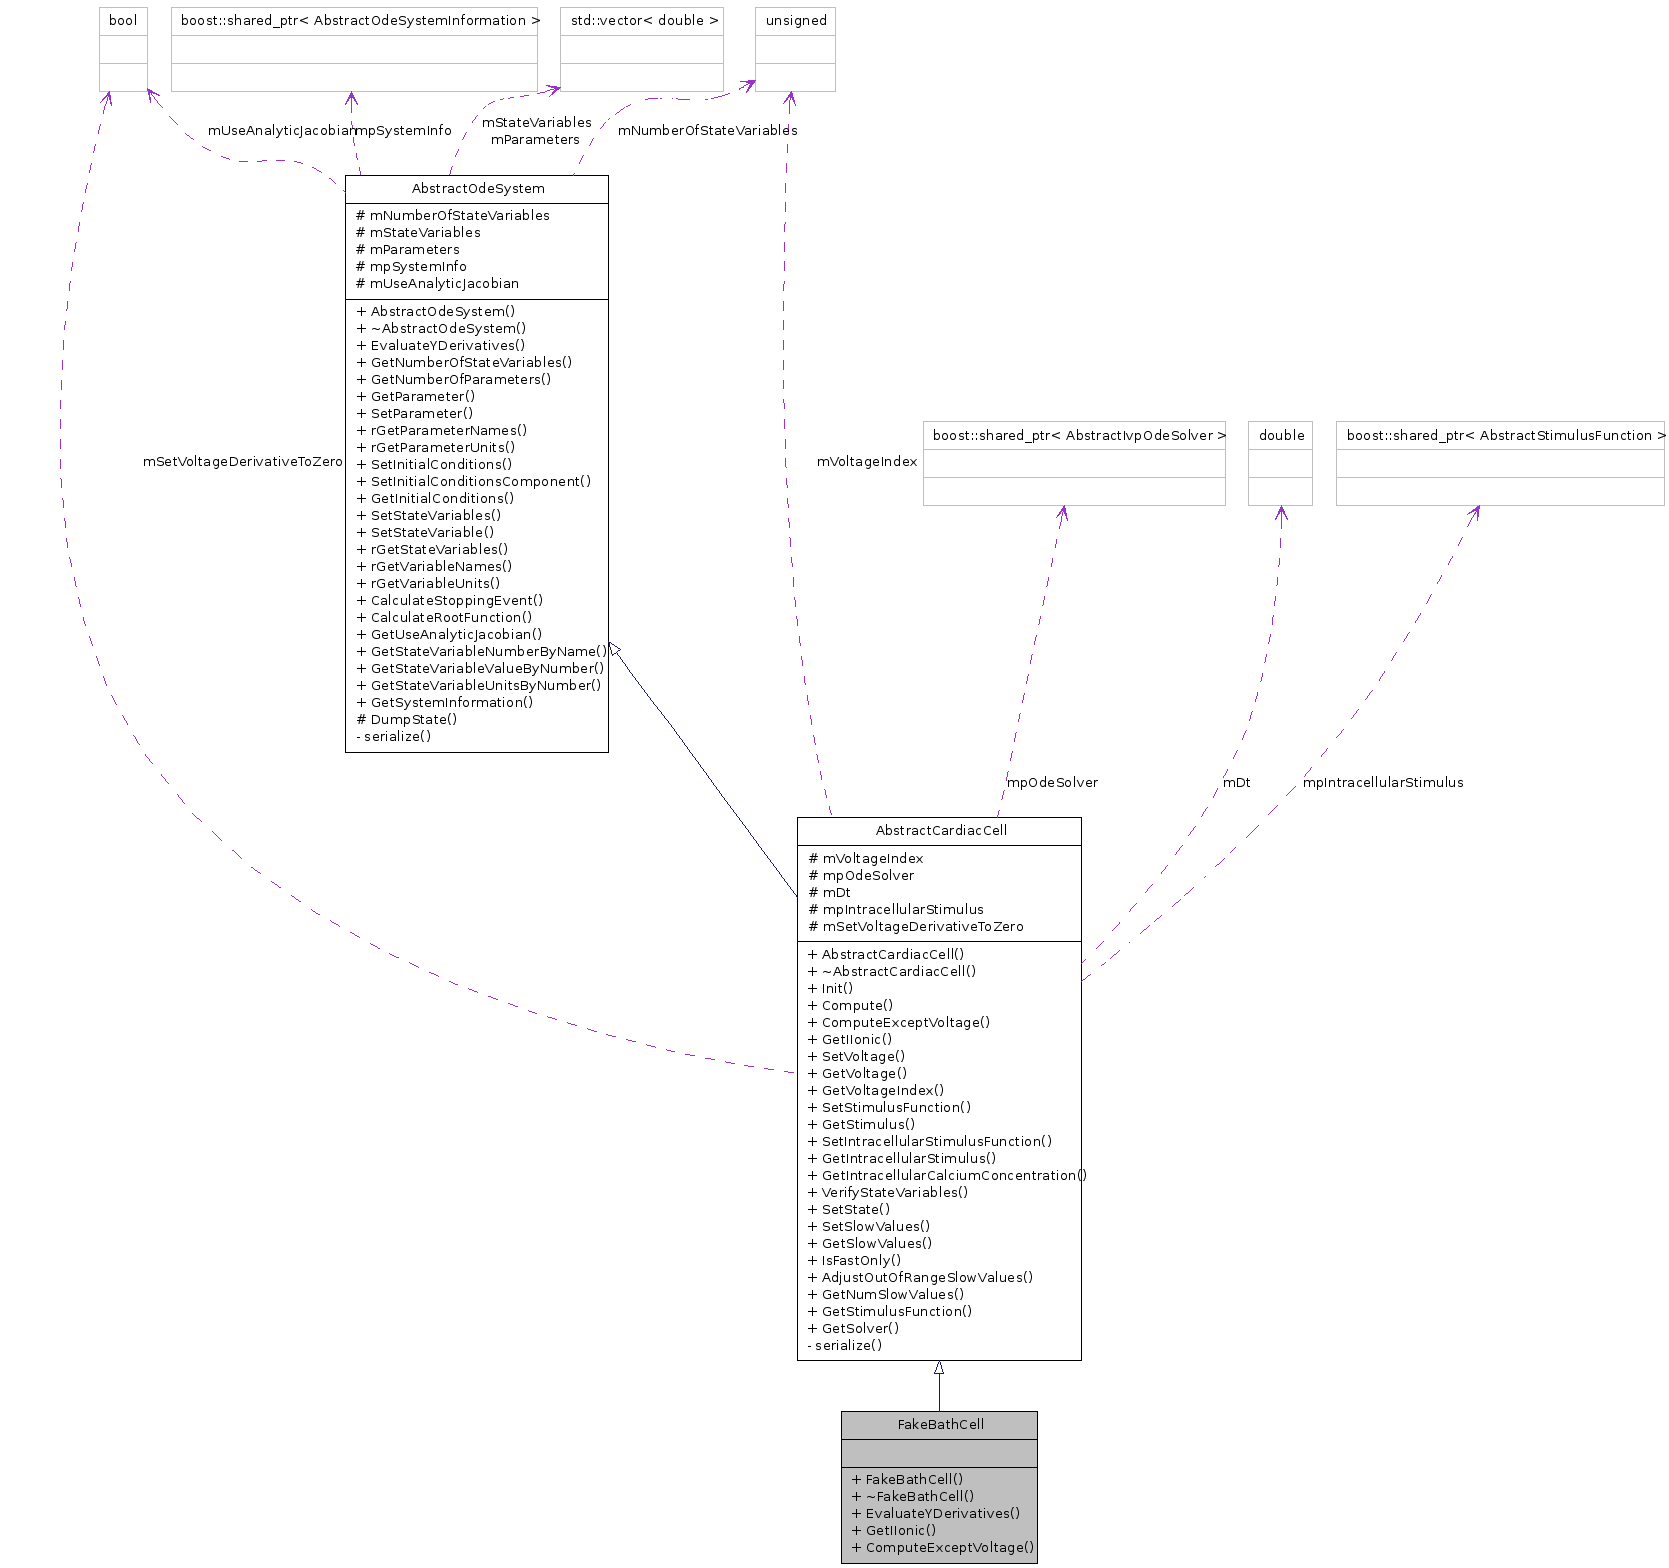 bool
boost::shared_ptr< AbstractOdeSystemInformation >
std::vector< double >
unsigned
mUseAnalyticJacobian
mpSystemInfo
mStateVariables
mParameters
mNumberOfStateVariables
AbstractOdeSystem
# mNumberOfStateVariables
# mStateVariables
# mParameters
# mpSystemInfo
# mUseAnalyticJacobian
+ AbstractOdeSystem()
+ ~AbstractOdeSystem()
+ EvaluateYDerivatives()
+ GetNumberOfStateVariables()
+ GetNumberOfParameters()
+ GetParameter()
+ SetParameter()
+ rGetParameterNames()
+ rGetParameterUnits()
+ SetInitialConditions()
+ SetInitialConditionsComponent()
+ GetInitialConditions()
+ SetStateVariables()
+ SetStateVariable()
+ rGetStateVariables()
+ rGetVariableNames()
+ rGetVariableUnits()
+ CalculateStoppingEvent()
+ CalculateRootFunction()
+ GetUseAnalyticJacobian()
+ GetStateVariableNumberByName()
+ GetStateVariableValueByNumber()
+ GetStateVariableUnitsByNumber()
+ GetSystemInformation()
# DumpState()
- serialize()
mSetVoltageDerivativeToZero
mVoltageIndex
boost::shared_ptr< AbstractIvpOdeSolver >
double
boost::shared_ptr< AbstractStimulusFunction >
mpOdeSolver
mDt
mpIntracellularStimulus
AbstractCardiacCell
# mVoltageIndex
# mpOdeSolver
# mDt
# mpIntracellularStimulus
# mSetVoltageDerivativeToZero
+ AbstractCardiacCell()
+ ~AbstractCardiacCell()
+ Init()
+ Compute()
+ ComputeExceptVoltage()
+ GetIIonic()
+ SetVoltage()
+ GetVoltage()
+ GetVoltageIndex()
+ SetStimulusFunction()
+ GetStimulus()
+ SetIntracellularStimulusFunction()
+ GetIntracellularStimulus()
+ GetIntracellularCalciumConcentration()
+ VerifyStateVariables()
+ SetState()
+ SetSlowValues()
+ GetSlowValues()
+ IsFastOnly()
+ AdjustOutOfRangeSlowValues()
+ GetNumSlowValues()
+ GetStimulusFunction()
+ GetSolver()
- serialize()
FakeBathCell
+ FakeBathCell()
+ ~FakeBathCell()
+ EvaluateYDerivatives()
+ GetIIonic()
+ ComputeExceptVoltage()